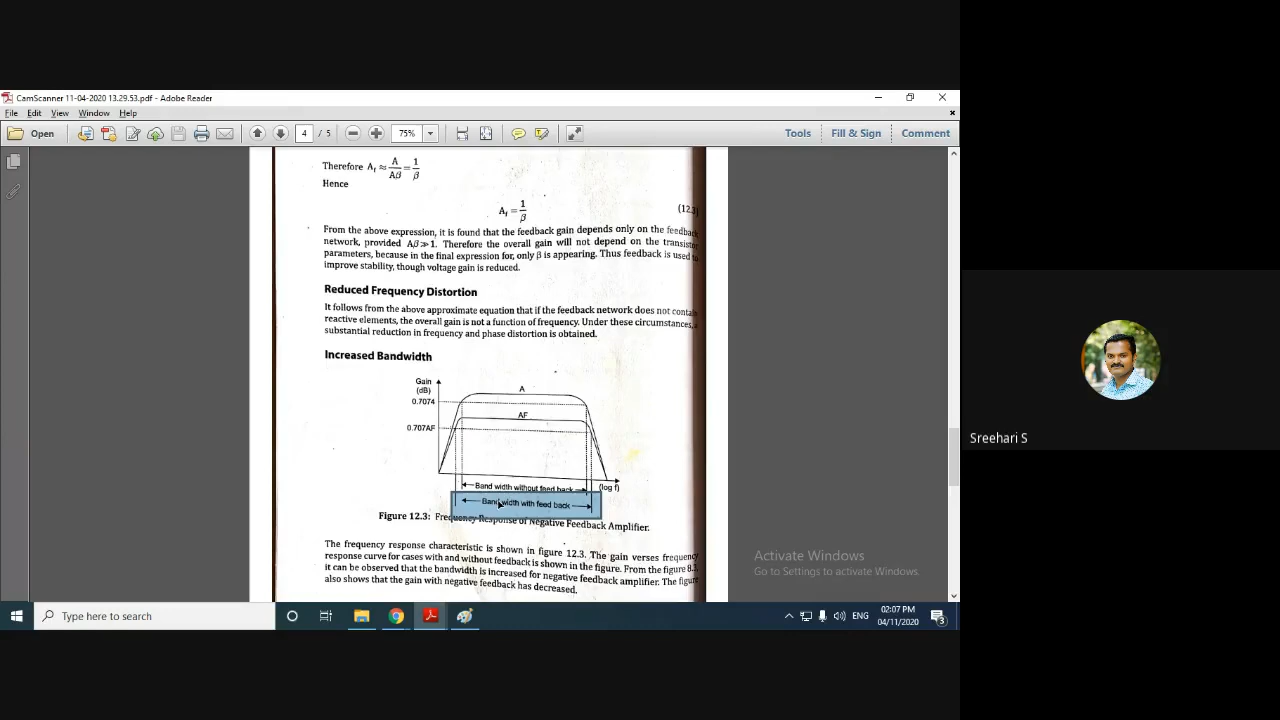 CamScanner 11-04-2020 13.29.53.pdf - Adobe Reader
File Edit View Window Help
Open 4 / 5 75% Tools Fill & Sign Comment
Therefore Af ≈ A/Aβ = 1/β
Hence
Af = 1/β (12.3)
From the above expression, it is found that the feedback gain depends only on the feedback
network, provided Aβ≫1. Therefore the overall gain will not depend on the transistor
parameters, because in the final expression for, only β is appearing. Thus feedback is used to
improve stability, though voltage gain is reduced.
Reduced Frequency Distortion
It follows from the above approximate equation that if the feedback network does not contain
reactive elements, the overall gain is not a function of frequency. Under these circumstances, a
substantial reduction in frequency and phase distortion is obtained.
Increased Bandwidth
Gain
(dB)
A
0.7074
AF
0.707AF
Band width without feed back (log f)
Band width with feed back
Figure 12.3: Frequency Response of Negative Feedback Amplifier.
The frequency response characteristic is shown in figure 12.3. The gain verses frequency
response curve for cases with and without feedback is shown in the figure. From the figure 8.3,
it can be observed that the bandwidth is increased for negative feedback amplifier. The figure
also shows that the gain with negative feedback has decreased.
Activate Windows
Go to Settings to activate Windows.
Sreehari S
Type here to search
ENG
02:07 PM
04/11/2020
3